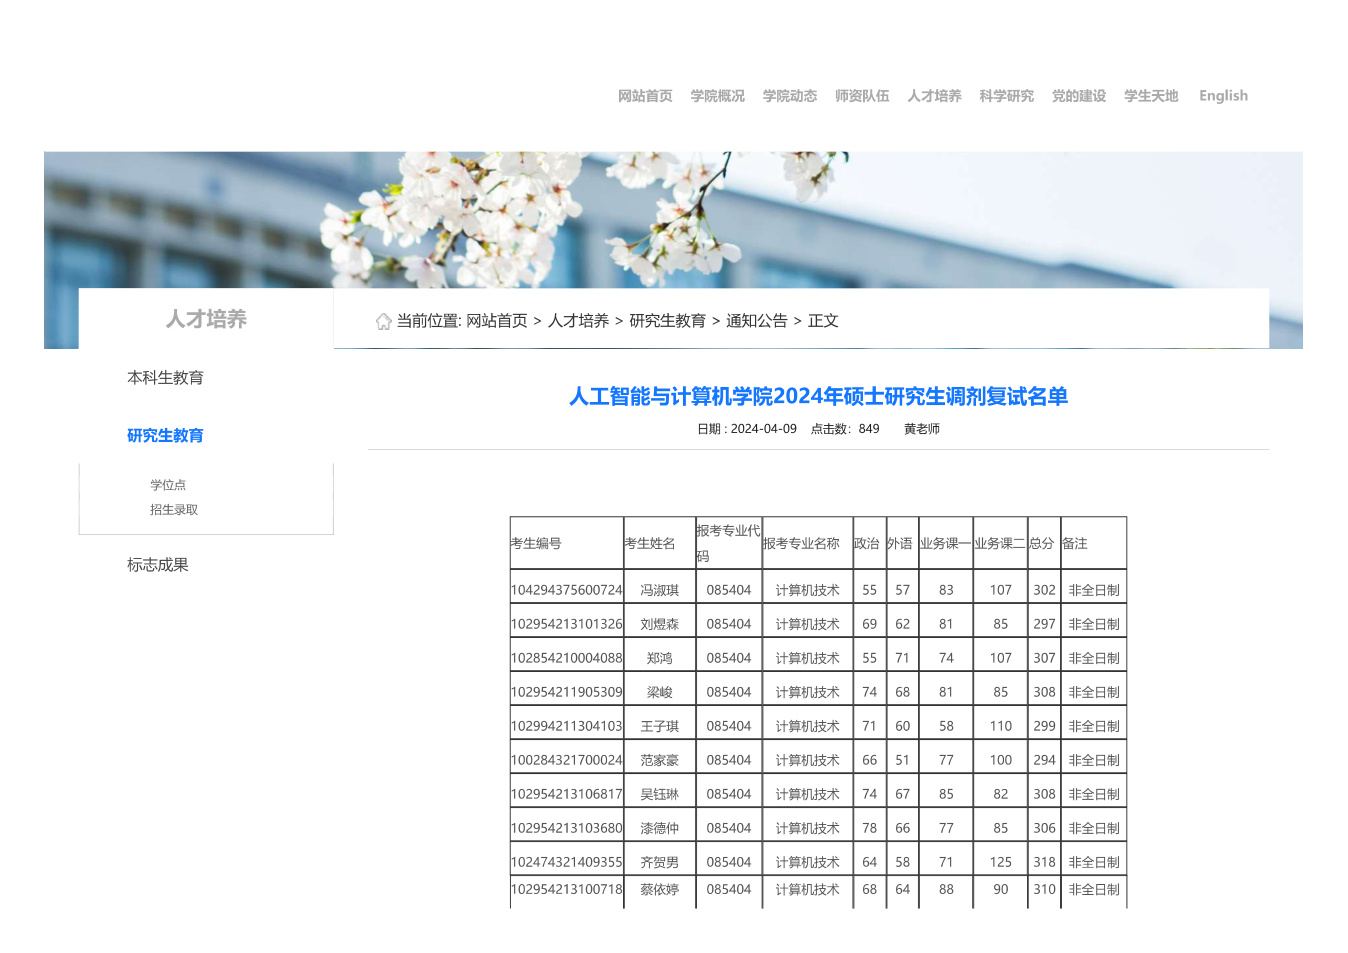 网站首页 学院概况 学院动态 师资队伍 人才培养 科学研究 党的建设 学生天地 English
人才培养
当前位置: 网站首页 > 人才培养 > 研究生教育 > 通知公告 > 正文
本科生教育
研究生教育
学位点
招生录取
标志成果
人工智能与计算机学院2024年硕士研究生调剂复试名单
日期 : 2024-04-09 点击数: 849 黄老师
考生编号 考生姓名 报考专业代码 报考专业名称 政治 外语 业务课一 业务课二 总分 备注
104294375600724 冯淑琪 085404 计算机技术 55 57 83 107 302 非全日制
102954213101326 刘煜森 085404 计算机技术 69 62 81 85 297 非全日制
102854210004088 郑鸿 085404 计算机技术 55 71 74 107 307 非全日制
102954211905309 梁峻 085404 计算机技术 74 68 81 85 308 非全日制
102994211304103 王子琪 085404 计算机技术 71 60 58 110 299 非全日制
100284321700024 范家豪 085404 计算机技术 66 51 77 100 294 非全日制
102954213106817 吴钰琳 085404 计算机技术 74 67 85 82 308 非全日制
102954213103680 漆德仲 085404 计算机技术 78 66 77 85 306 非全日制
102474321409355 齐贺男 085404 计算机技术 64 58 71 125 318 非全日制
102954213100718 蔡依婷 085404 计算机技术 68 64 88 90 310 非全日制